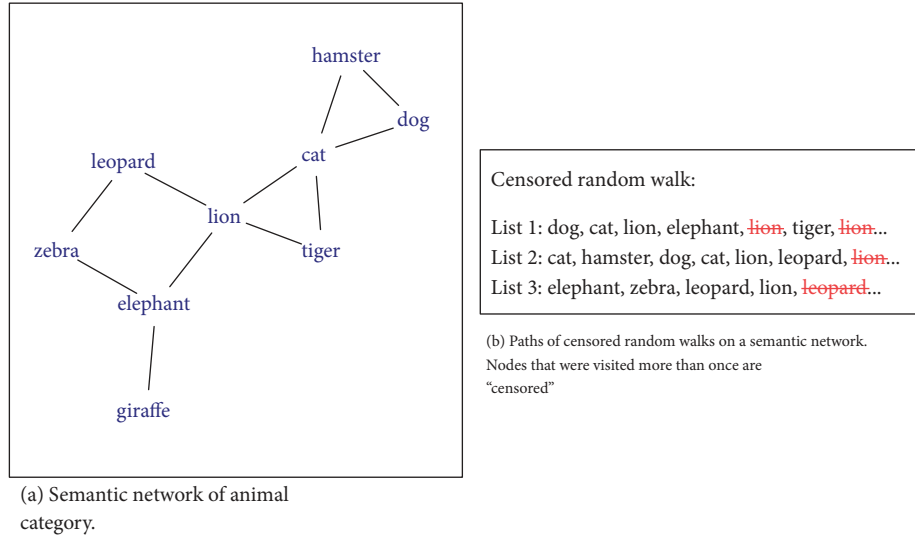 hamster
dog
cat
leopard
lion
zebra
tiger
elephant
giraffe
(a) Semantic network of animal
category.
Censored random walk:
List 1: dog, cat, lion, elephant, lion, tiger, lion...
List 2: cat, hamster, dog, cat, lion, leopard, lion...
List 3: elephant, zebra, leopard, lion, leopard...
(b) Paths of censored random walks on a semantic network.
Nodes that were visited more than once are
“censored”